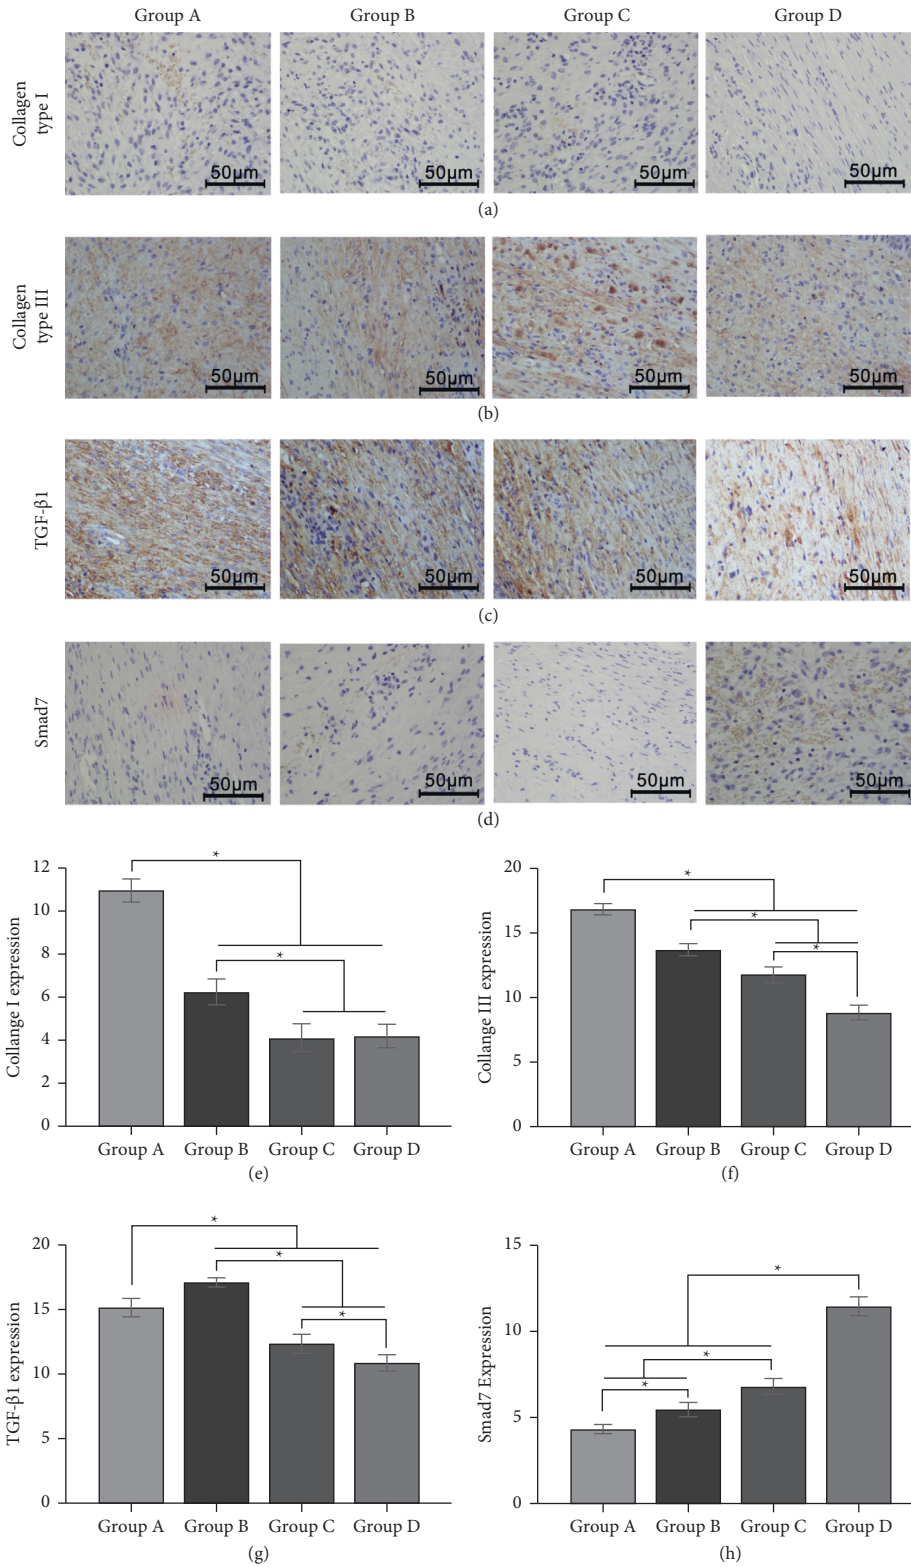 Group A Group B Group C Group D
Collagen
type I
50μm 50μm 50μm 50μm
(a)
Collagen
type III
50μm 50μm 50μm 50μm
(b)
TGF-β1
50μm 50μm 50μm 50μm
(c)
Smad7
50μm 50μm 50μm 50μm
(d)
Collange I expression
12
10
8
6
4
2
0
*
*
Group A Group B Group C Group D
(e)
Collange III expression
20
15
10
5
0
*
*
*
Group A Group B Group C Group D
(f)
TGF-β1 expression
20
15
10
5
0
*
*
*
Group A Group B Group C Group D
(g)
Smad7 Expression
15
10
5
0
*
*
*
Group A Group B Group C Group D
(h)